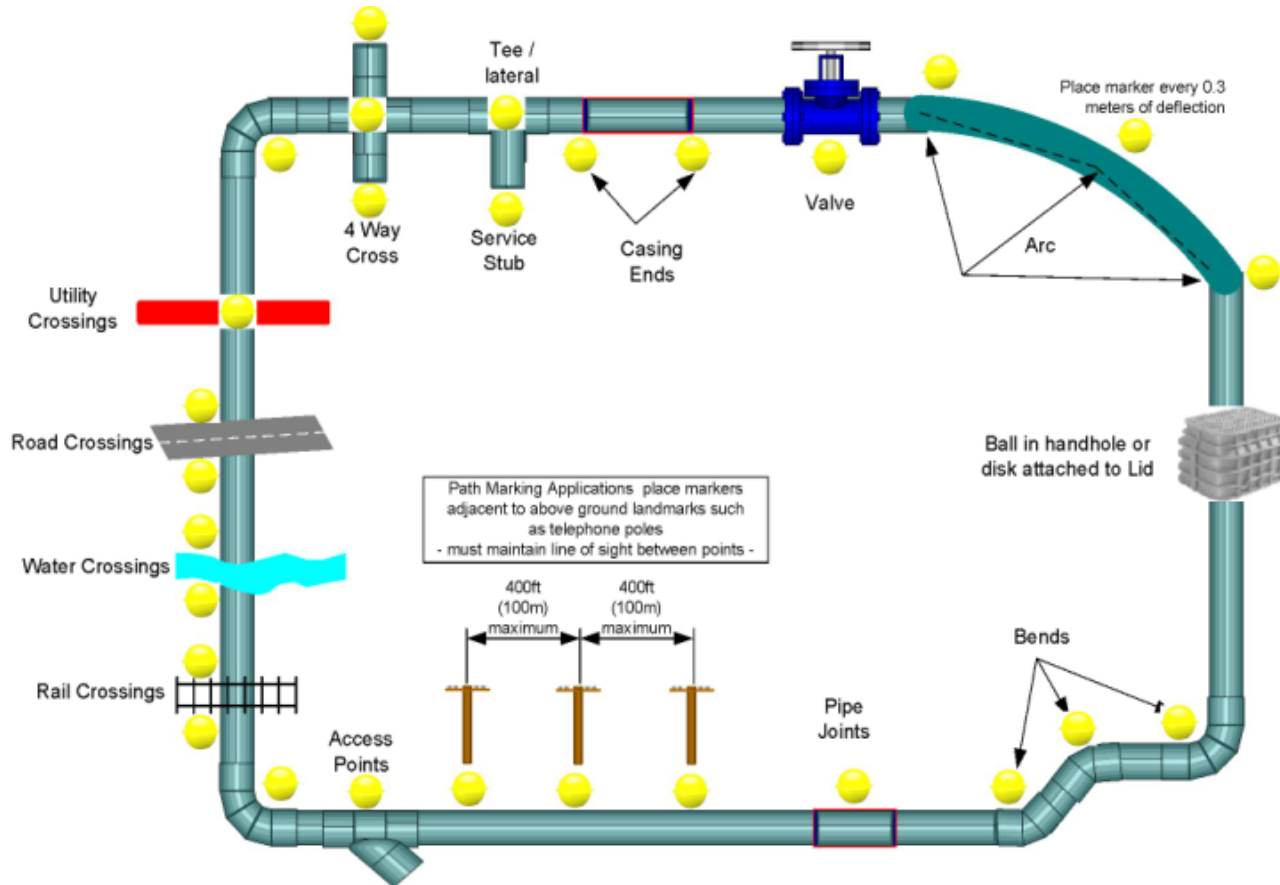 Tee /
lateral
Place marker every 0.3
meters of deflection
4 Way
Cross
Service
Stub
Casing
Ends
Valve
Arc
Utility
Crossings
Road Crossings
Ball in handhole or
disk attached to Lid
Path Marking Applications place markers
adjacent to above ground landmarks such
as telephone poles
- must maintain line of sight between points -
Water Crossings
400ft
(100m)
maximum
400ft
(100m)
maximum
Bends
Rail Crossings
Access
Points
Pipe
Joints